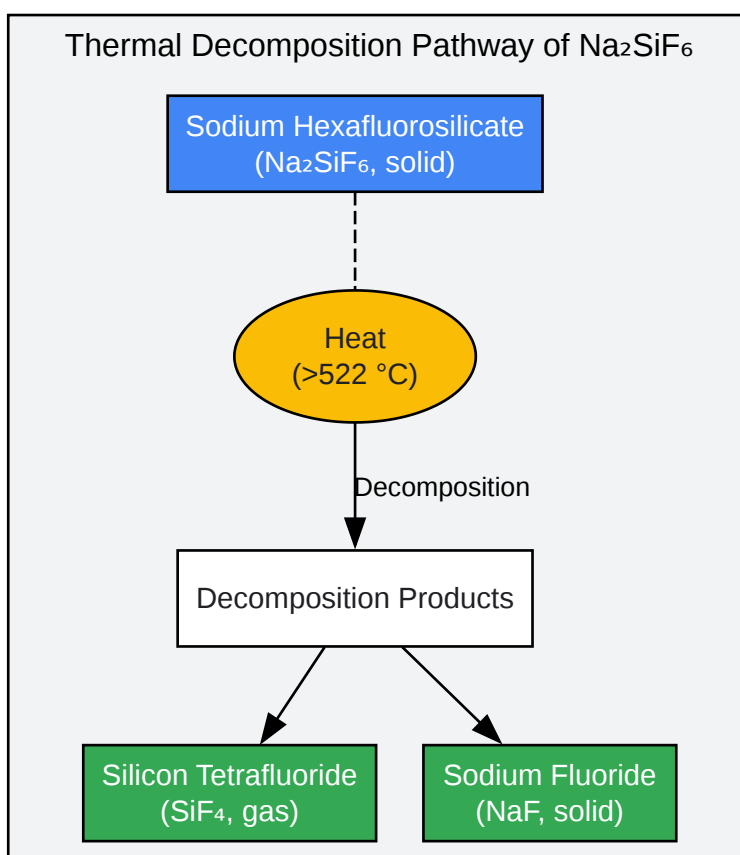 Thermal Decomposition Pathway of Na₂SiF₆
Sodium Hexafluorosilicate
(Na₂SiF₆, solid)
Heat
(>522 °C)
Decomposition
Decomposition Products
Silicon Tetrafluoride
(SiF₄, gas)
Sodium Fluoride
(NaF, solid)